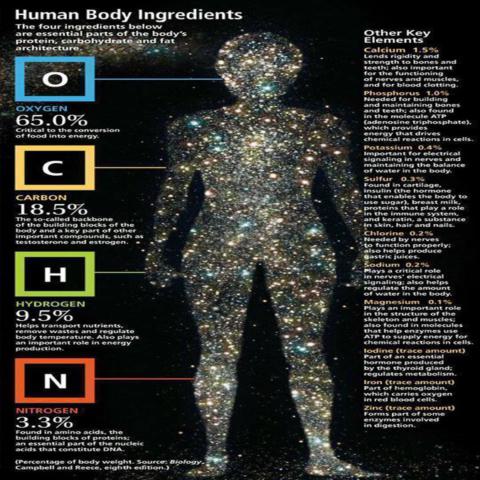 Human Body Ingredients
The four ingredients below
are essential parts of the body's
protein, carbohydrate and fat
architecture.
O
OXYGEN
65.0%
Critical to the conversion
of food into energy.
C
CARBON
18.5%
The so-called backbone
of the building blocks of the
body and a key part of other
important compounds, such as
testosterone and estrogen.
H
HYDROGEN
9.5%
Helps transport nutrients,
remove wastes and regulate
body temperature. Also plays
an important role in energy
production.
N
NITROGEN
3.3%
Found in amino acids, the
building blocks of proteins;
an essential part of the nucleic
acids that constitute DNA.
(Percentage of body weight. Source: Biology,
Campbell and Reece, eighth edition.)
Other Key
Elements
Calcium 1.5%
Lends rigidity and
strength to bones and
teeth; also important
for the functioning
of nerves and muscles,
and for blood clotting.
Phosphorus 1.0%
Needed for building
and maintaining bones
and teeth; also found
in the molecule ATP
(adenosine triphosphate),
which provides
energy that drives
chemical reactions in cells.
Potassium 0.4%
Important for electrical
signaling in nerves and
maintaining the balance
of water in the body.
Sulfur 0.3%
Found in cartilage,
insulin (the hormone
that enables the body to
use sugar), breast milk,
proteins that play a role
in the immune system,
and keratin, a substance
in skin, hair and nails.
Chlorine 0.2%
Needed by nerves
to function properly;
also helps produce
gastric juices.
Sodium 0.2%
Plays a critical role
in nerves' electrical
signaling; also helps
regulate the amount
of water in the body.
Magnesium 0.1%
Plays an important role
in the structure of the
skeleton and muscles;
also found in molecules
that help enzymes use
ATP to supply energy for
chemical reactions in cells.
Iodine (trace amount)
Part of an essential
hormone produced
by the thyroid gland;
regulates metabolism.
Iron (trace amount)
Part of hemoglobin,
which carries oxygen
in red blood cells.
Zinc (trace amount)
Forms part of some
enzymes involved
in digestion.